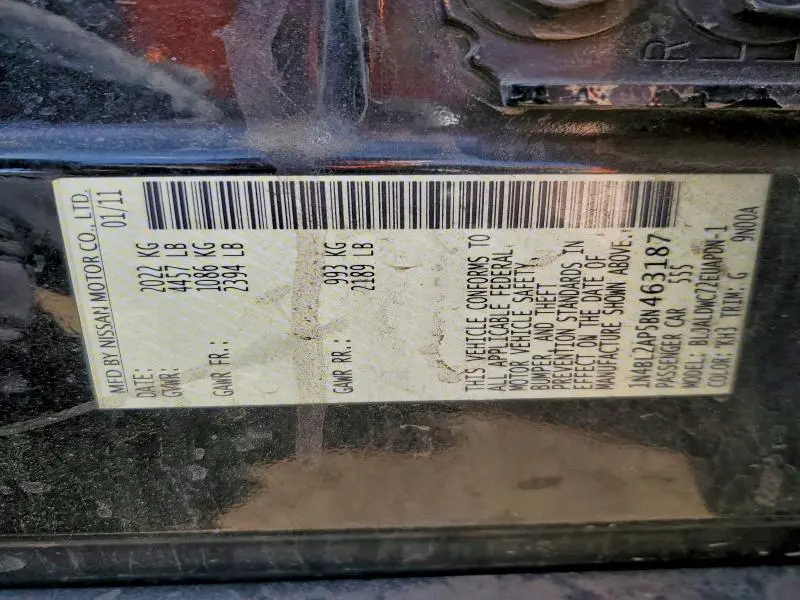 MFD BY NISSAN MOTOR CO., LTD.
DATE: 01/11
GVWR: 2022 KG
4457 LB
GAWR FR.: 1086 KG
2394 LB
GAWR RR.: 993 KG
2189 LB
THIS VEHICLE CONFORMS TO
ALL APPLICABLE FEDERAL
MOTOR VEHICLE SAFETY,
BUMPER, AND THEFT
PREVENTION STANDARDS IN
EFFECT ON THE DATE OF
MANUFACTURE SHOWN ABOVE.
1N4BL2AP5BN463187
PASSENGER CAR 555
MODEL: BL3ALDWCZ72EUAPDN-1
COLOR: KH3 TRIM: G 9N00A
R